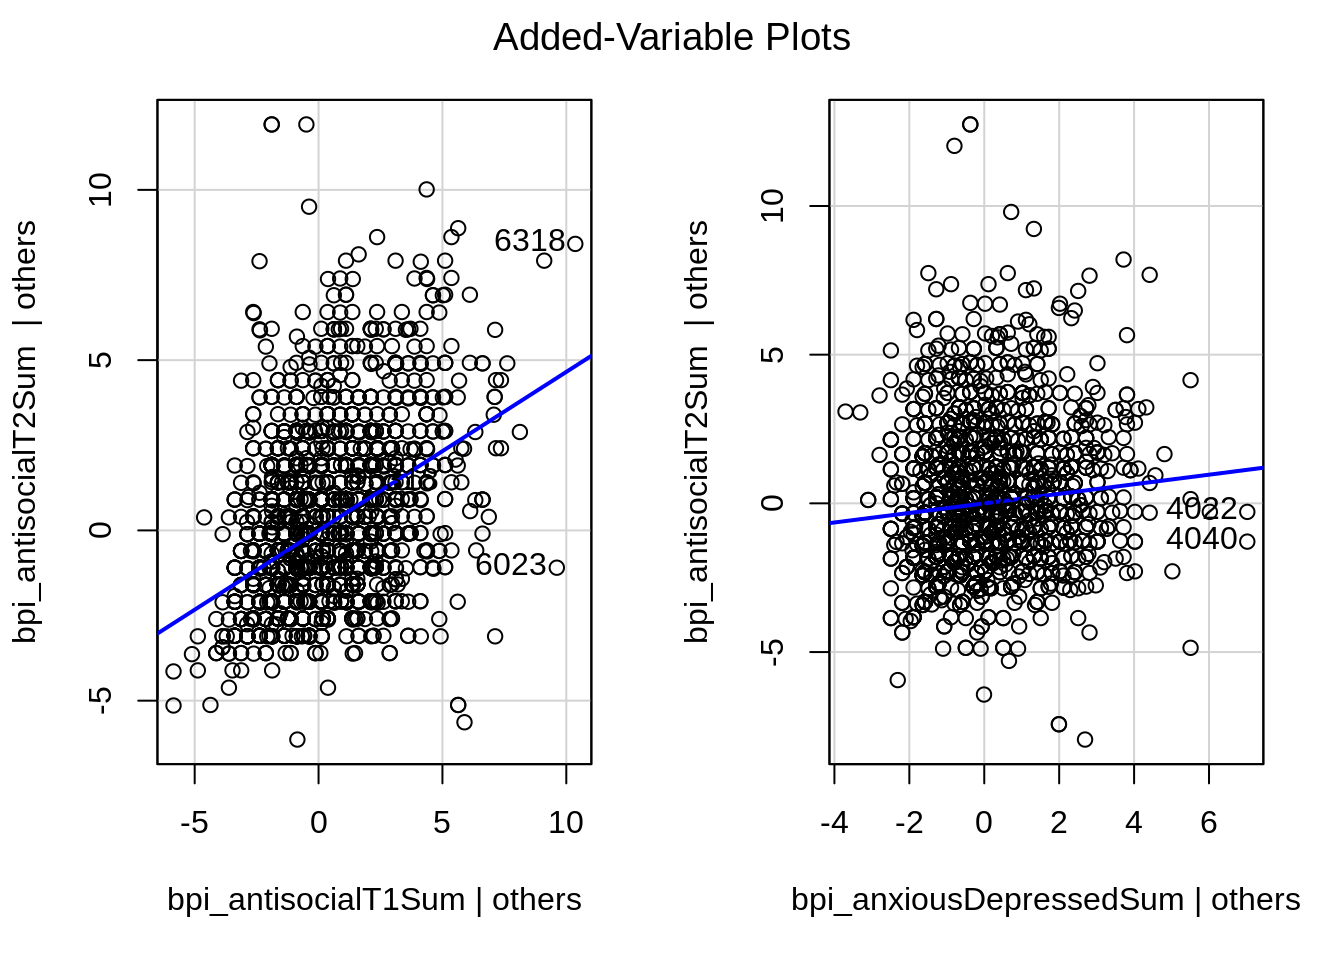 Added-Variable Plots
bpi_antisocialT2Sum | others
10
5
0
-5
6318
6023
-5 0 5 10
bpi_antisocialT1Sum | others
bpi_antisocialT2Sum | others
10
5
0
-5
4022
4040
-4 -2 0 2 4 6
bpi_anxiousDepressedSum | others